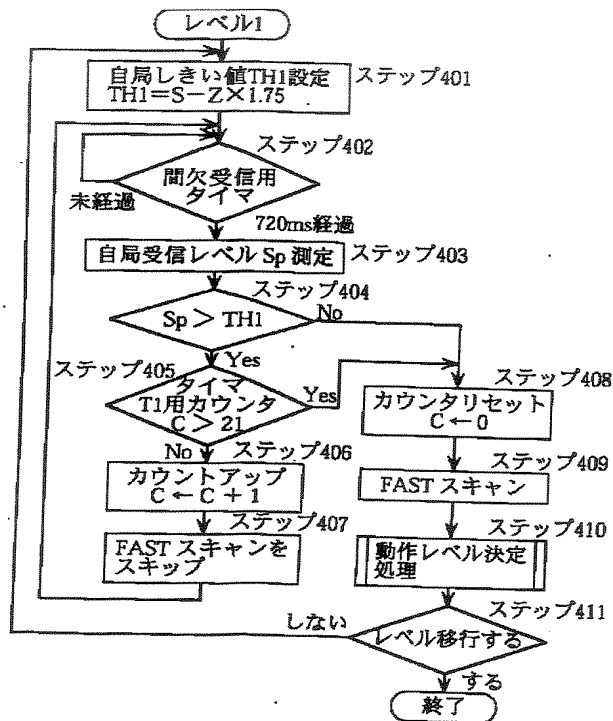 レベル1
自局しきい値TH1設定
TH1=S-Z×1.75
ステップ401
ステップ402
間欠受信用
タイマ
未経過
720ms経過
自局受信レベル Sp 測定
ステップ403
ステップ404
Sp > TH1
No
Yes
ステップ405
タイマ
T1用カウンタ
C > 21
Yes
No
ステップ406
カウントアップ
C ← C + 1
ステップ407
FAST スキャンを
スキップ
ステップ408
カウンタリセット
C ← 0
ステップ409
FAST スキャン
ステップ410
動作レベル決定
処理
ステップ411
レベル移行する
しない
する
終了